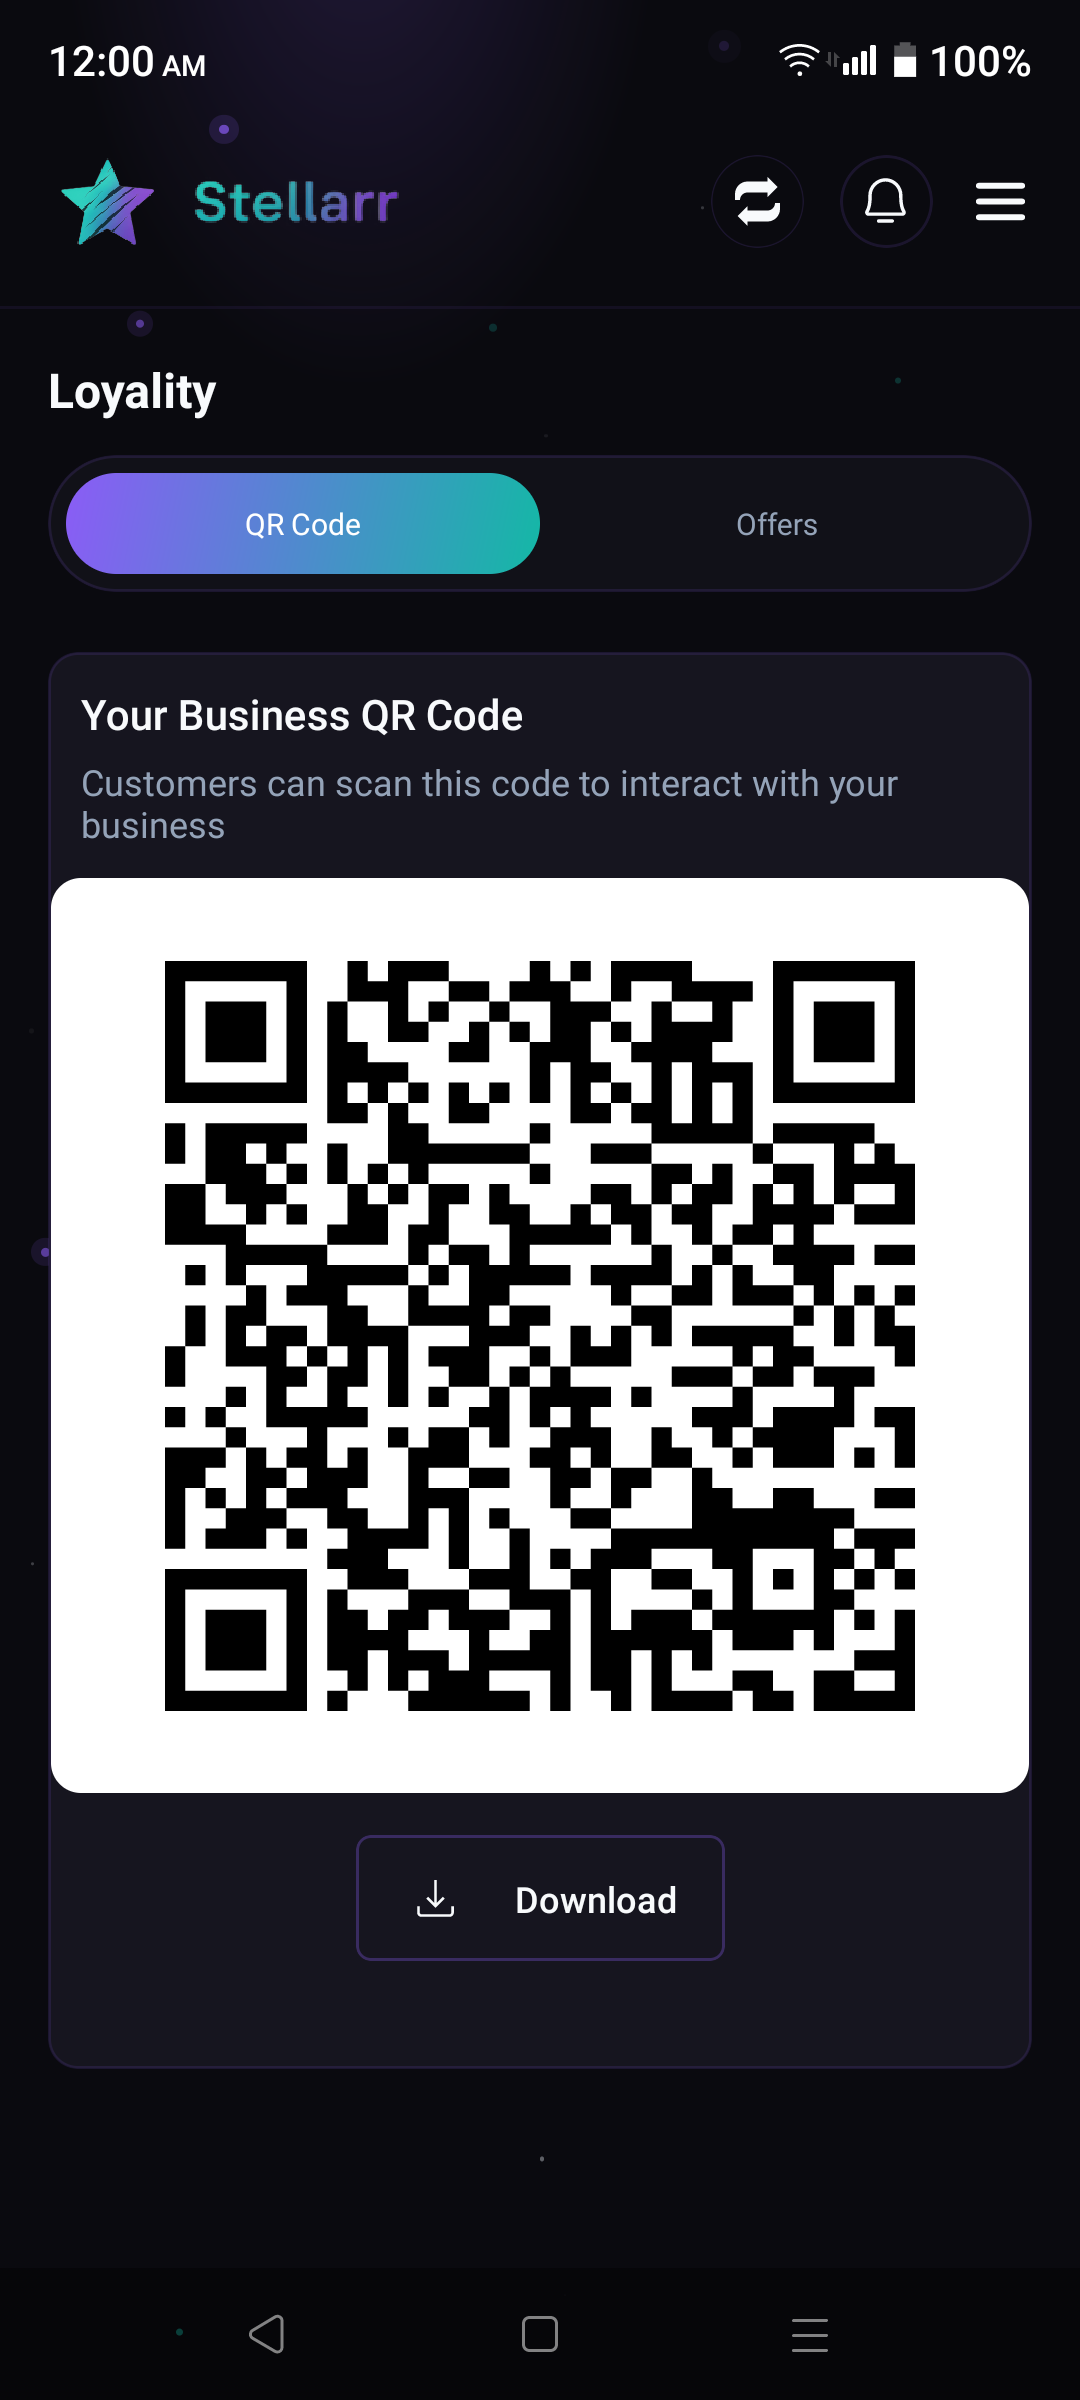 12:00 AM
100%
Stellarr
Loyality
QR Code
Offers
Your Business QR Code
Customers can scan this code to interact with your
business
Download